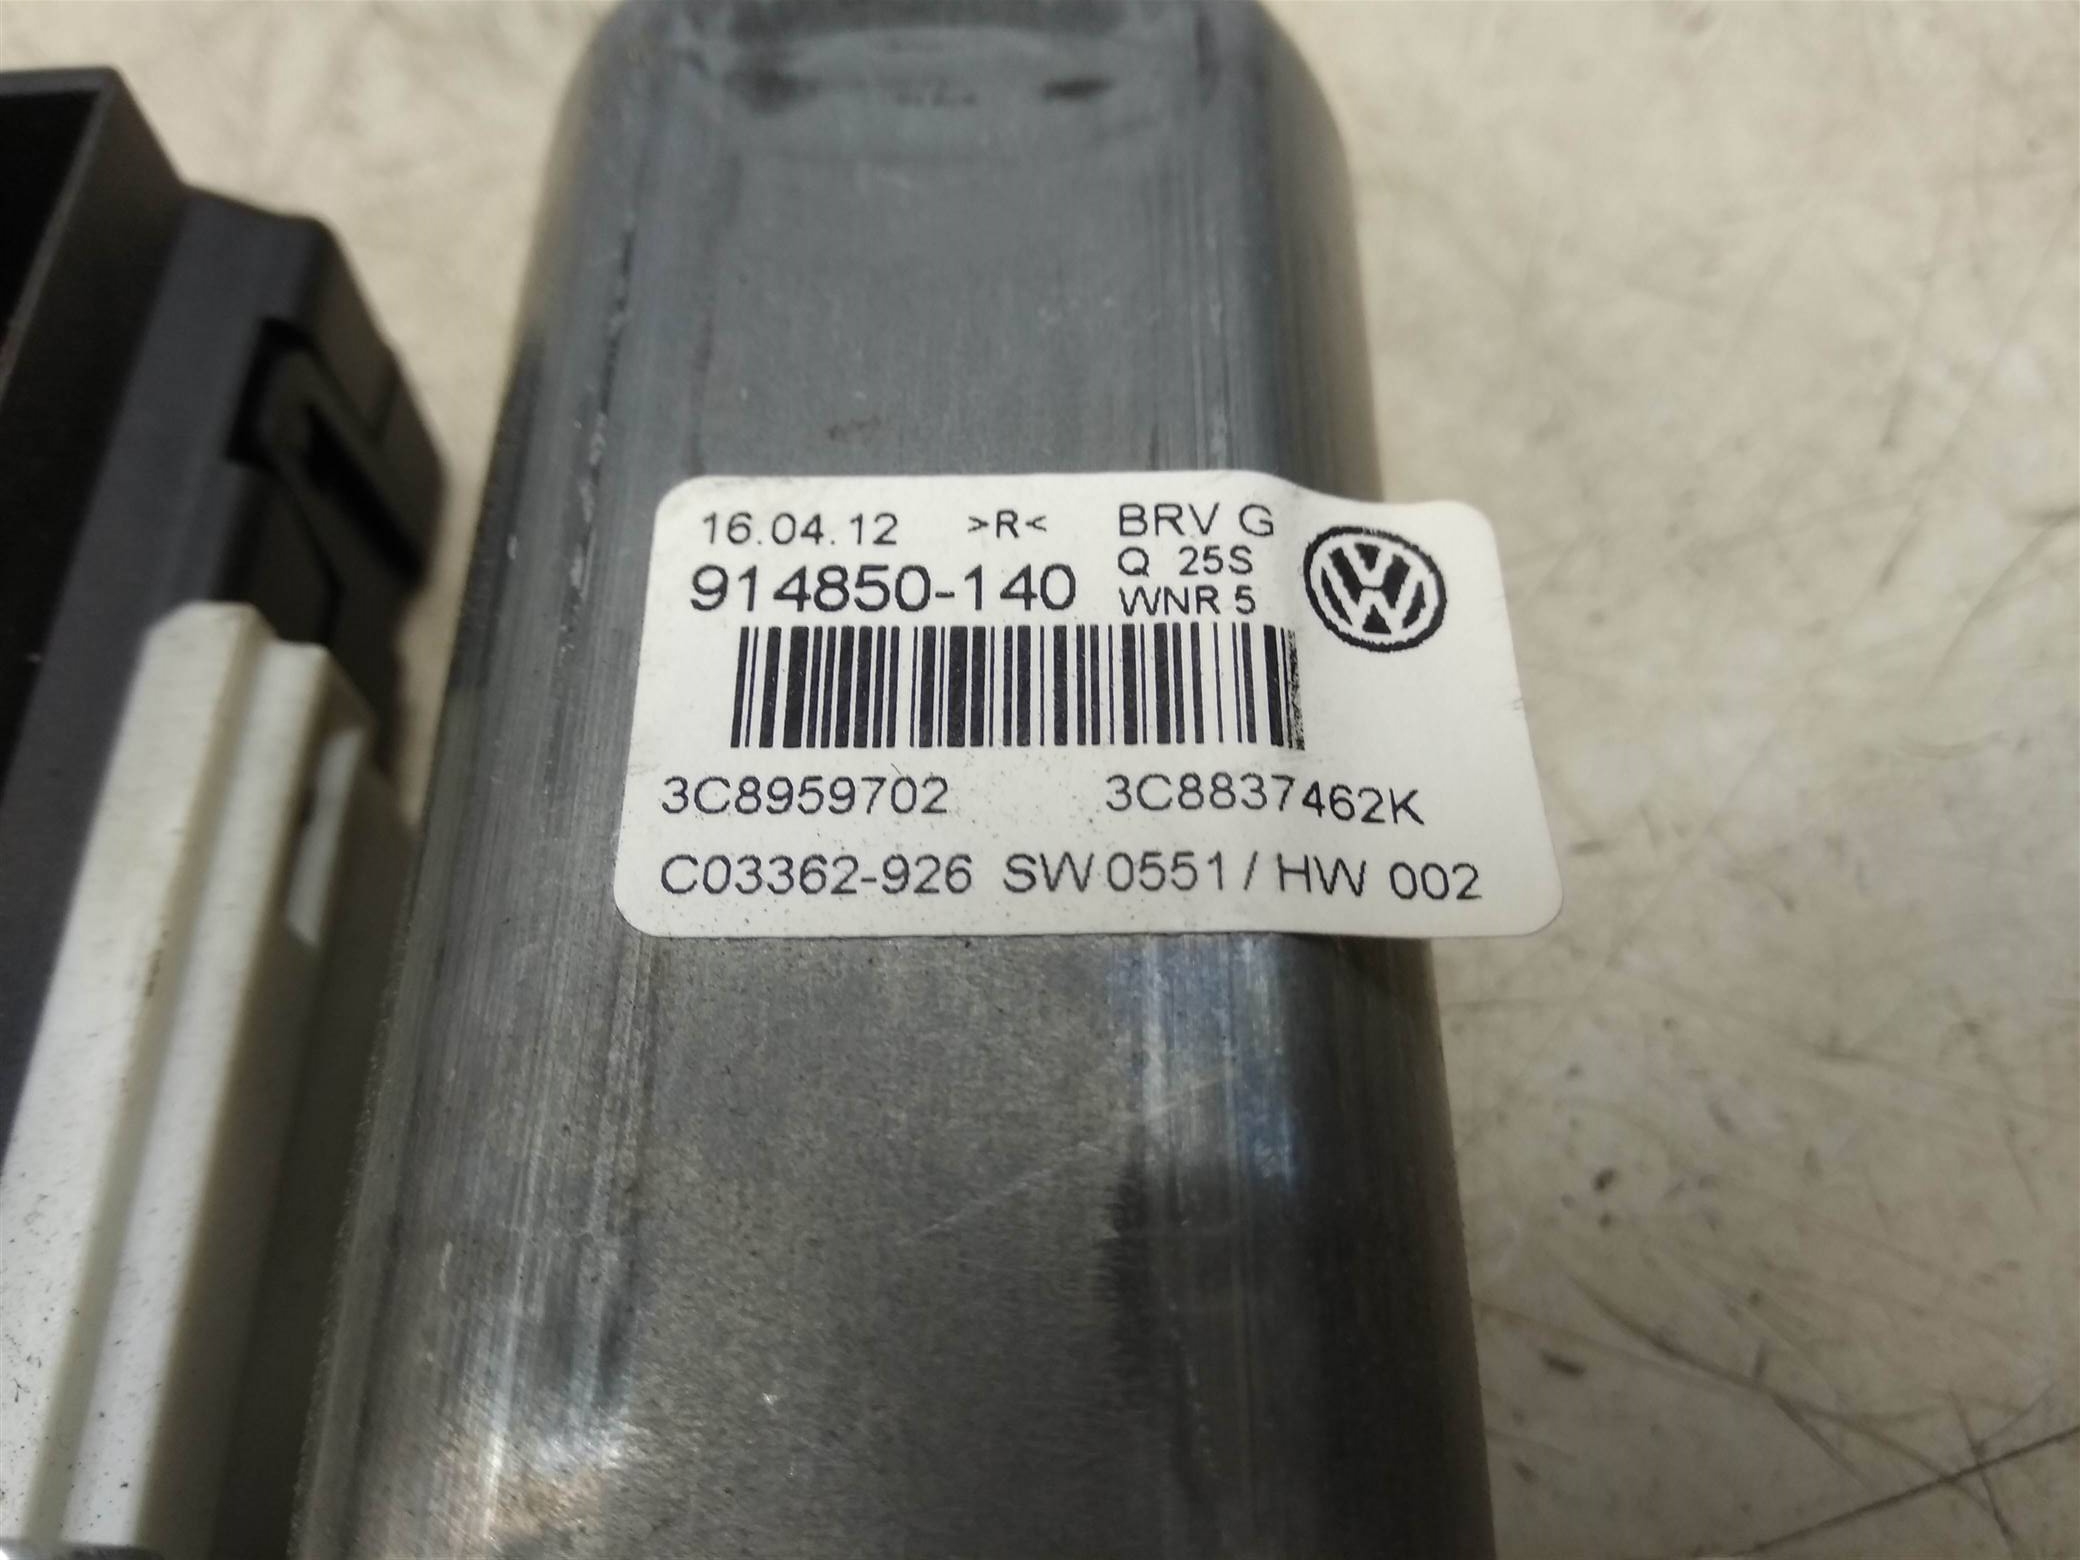 16.04.12 >R< BRV G
914850-140 Q 25S
WNR 5
3C8959702 3C8837462K
C03362-926 SW 0551 / HW 002